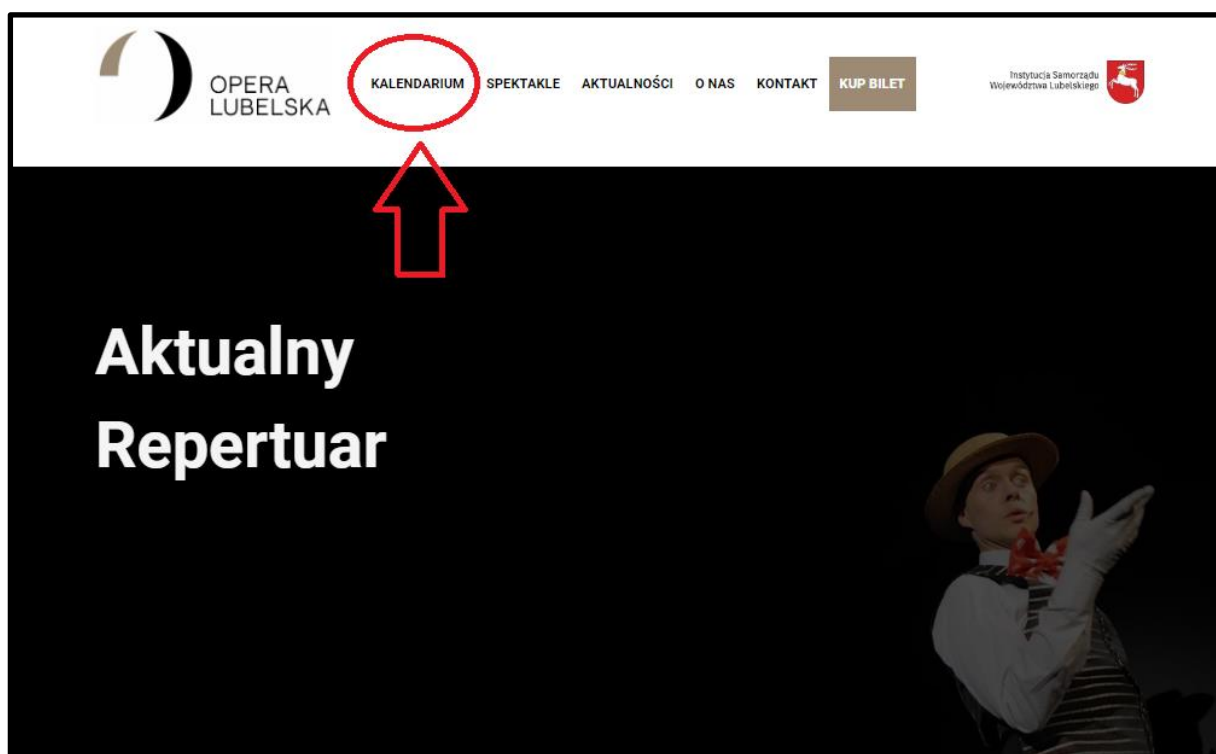 OPERA
LUBELSKA
KALENDARIUM SPEKTAKLE AKTUALNOŚCI O NAS KONTAKT KUP BILET
Instytucja Samorządu
Województwa Lubelskiego
Aktualny
Repertuar